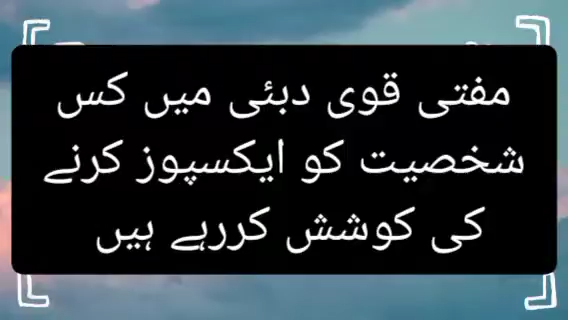 مفتی قوی دبئی میں کس
شخصیت کو ایکسپوز کرنے
کی کوشش کررہے ہیں